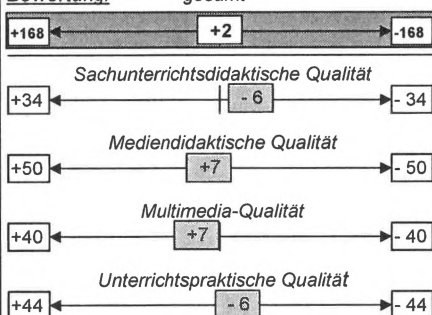 Bewertung: gesamt
+168 +2 -168
Sachunterrichtsdidaktische Qualität
+34 - 6 - 34
Mediendidaktische Qualität
+50 +7 - 50
Multimedia-Qualität
+40 +7 - 40
Unterrichtspraktische Qualität
+44 - 6 - 44